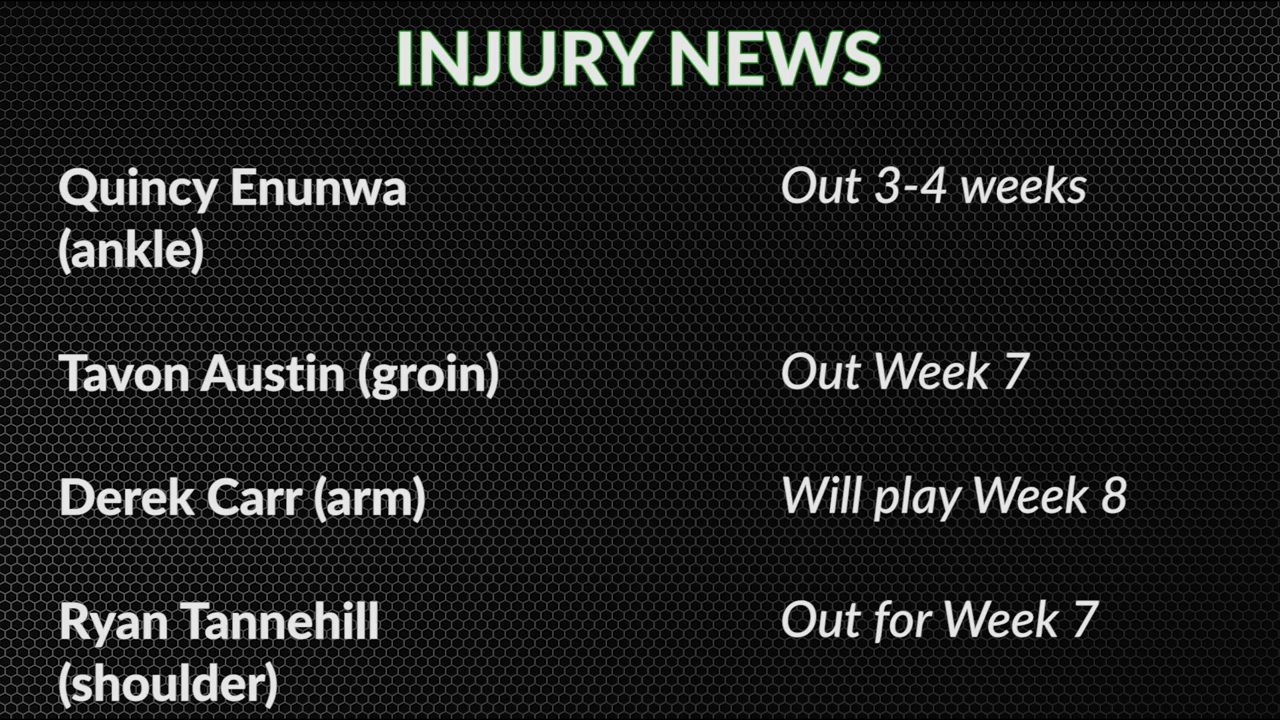 INJURY NEWS
Quincy Enunwa Out 3-4 weeks
(ankle)
Tavon Austin (groin) Out Week 7
Derek Carr (arm) Will play Week 8
Ryan Tannehill Out for Week 7
(shoulder)